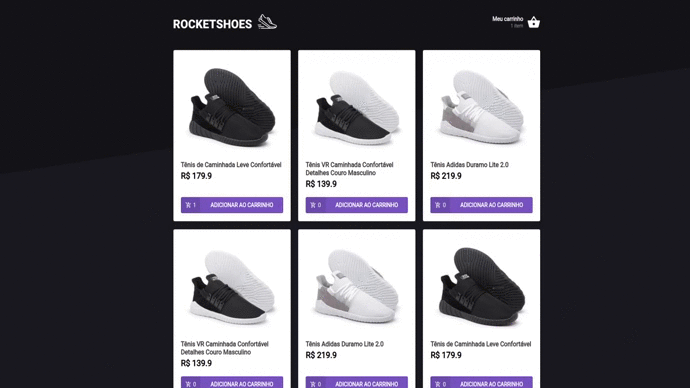 ROCKETSHOES
Meu carrinho
1 item
Tênis de Caminhada Leve Confortável
R$ 179.9
1 ADICIONAR AO CARRINHO
Tênis VR Caminhada Confortável
Detalhes Couro Masculino
R$ 139.9
0 ADICIONAR AO CARRINHO
Tênis Adidas Duramo Lite 2.0
R$ 219.9
0 ADICIONAR AO CARRINHO
Tênis VR Caminhada Confortável
Detalhes Couro Masculino
R$ 139.9
0 ADICIONAR AO CARRINHO
Tênis Adidas Duramo Lite 2.0
R$ 219.9
0 ADICIONAR AO CARRINHO
Tênis de Caminhada Leve Confortável
R$ 179.9
0 ADICIONAR AO CARRINHO